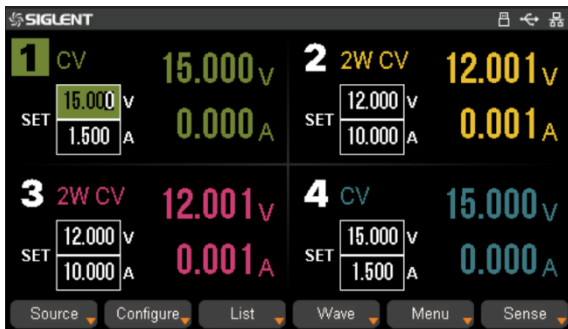 SIGLENT
1 CV 15.000 V
SET 15.000 V
1.500 A 0.000 A
2 2W CV 12.001 V
SET 12.000 V
10.000 A 0.001 A
3 2W CV 12.001 V
SET 12.000 V
10.000 A 0.001 A
4 CV 15.000 V
SET 15.000 V
1.500 A 0.000 A
Source Configure List Wave Menu Sense